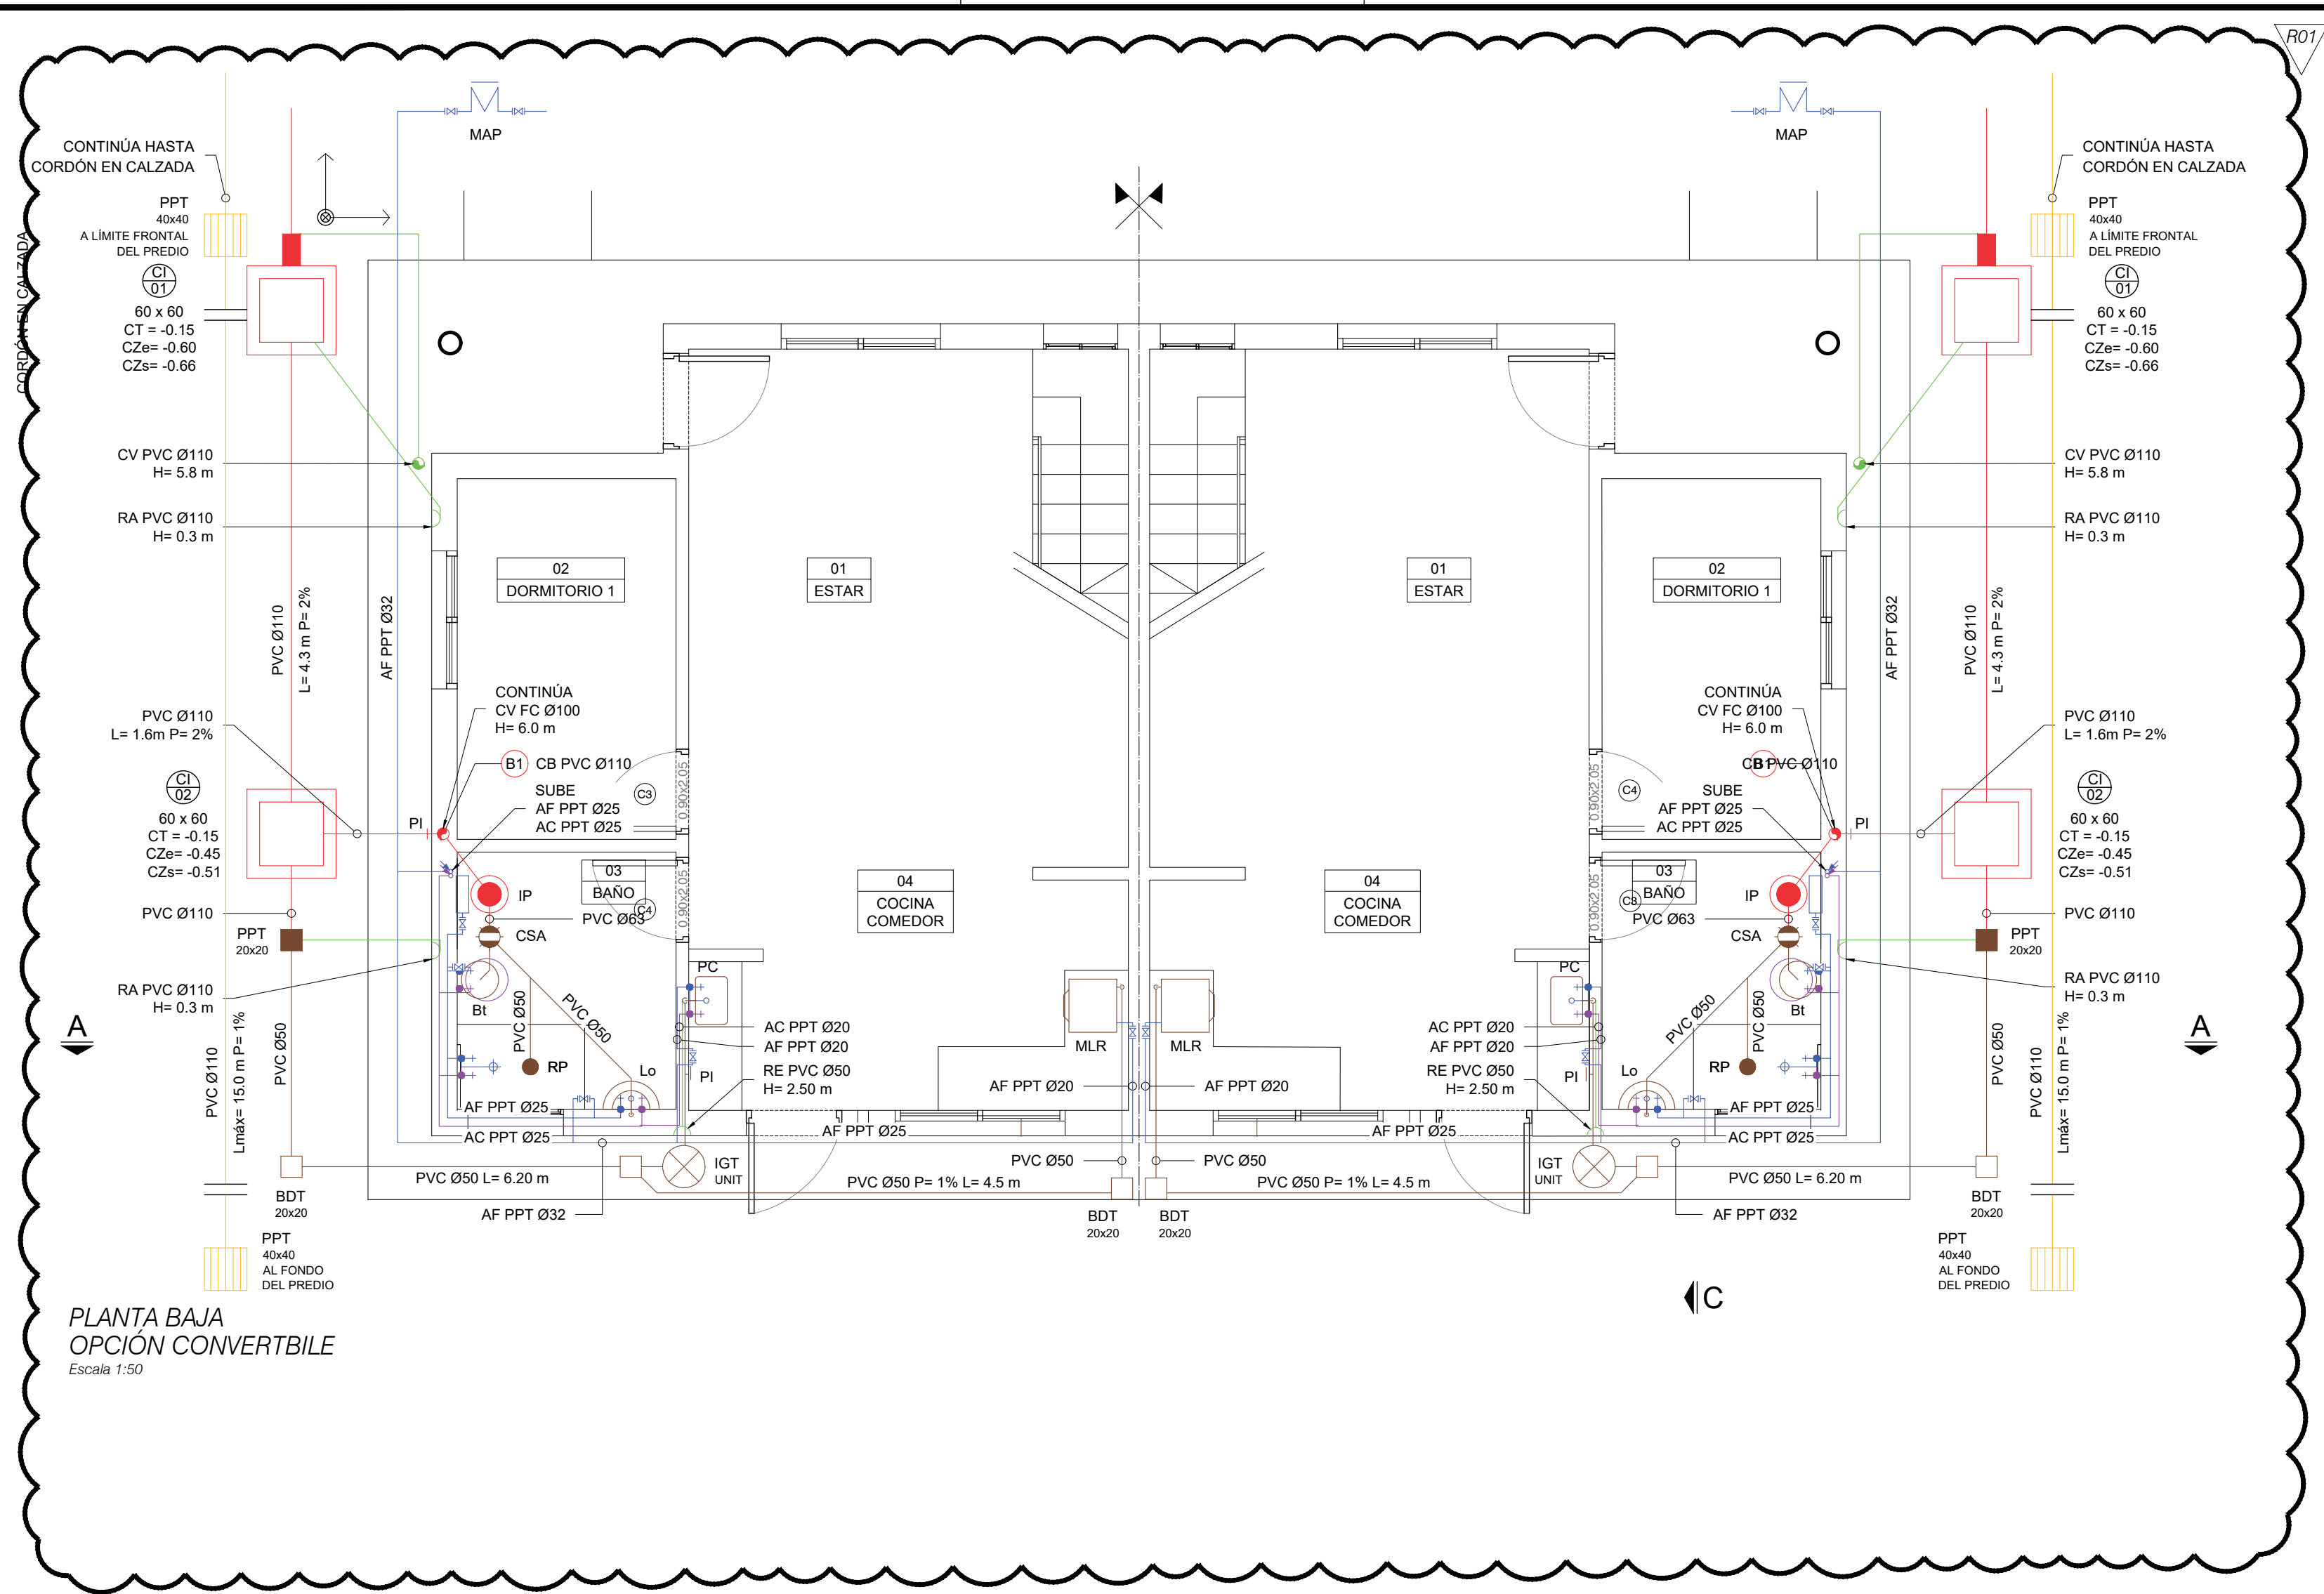 R01
MAP
MAP
CONTINÚA HASTA
CORDÓN EN CALZADA
CONTINÚA HASTA
CORDÓN EN CALZADA
PPT
40x40
A LÍMITE FRONTAL
DEL PREDIO
PPT
40x40
A LÍMITE FRONTAL
DEL PREDIO
CORDÓN EN CALZADA
CI
01
60 x 60
CT = -0.15
CZe= -0.60
CZs= -0.66
CI
01
60 x 60
CT = -0.15
CZe= -0.60
CZs= -0.66
CV PVC Ø110
H= 5.8 m
CV PVC Ø110
H= 5.8 m
RA PVC Ø110
H= 0.3 m
RA PVC Ø110
H= 0.3 m
02
DORMITORIO 1
01
ESTAR
01
ESTAR
02
DORMITORIO 1
PVC Ø110
L= 4.3 m P= 2%
AF PPT Ø32
AF PPT Ø32
PVC Ø110
L= 4.3 m P= 2%
CONTINÚA
CV FC Ø100
H= 6.0 m
CONTINÚA
CV FC Ø100
H= 6.0 m
PVC Ø110
L= 1.6m P= 2%
PVC Ø110
L= 1.6m P= 2%
B1
CB PVC Ø110
CB PVC Ø110
B1
SUBE
AF PPT Ø25
AC PPT Ø25
SUBE
AF PPT Ø25
AC PPT Ø25
C3
0.90x2.05
C4
0.90x2.05
CI
02
60 x 60
CT = -0.15
CZe= -0.45
CZs= -0.51
CI
02
60 x 60
CT = -0.15
CZe= -0.45
CZs= -0.51
PI
PI
03
BAÑO
C4
0.90x2.05
03
BAÑO
C3
0.90x2.05
IP
IP
04
COCINA
COMEDOR
04
COCINA
COMEDOR
PVC Ø110
PVC Ø63
PVC Ø63
PVC Ø110
PPT
20x20
CSA
CSA
PPT
20x20
RA PVC Ø110
H= 0.3 m
PC
PC
RA PVC Ø110
H= 0.3 m
Bt
PVC Ø50
PVC Ø50
PVC Ø50
PVC Ø50
Bt
A
A
AC PPT Ø20
AF PPT Ø20
AC PPT Ø20
AF PPT Ø20
MLR
MLR
PVC Ø110
Lmáx= 15.0 m P= 1%
PVC Ø50
PVC Ø50
PVC Ø110
Lmáx= 15.0 m P= 1%
RP
Lo
PI
RE PVC Ø50
H= 2.50 m
RE PVC Ø50
H= 2.50 m
PI
Lo
RP
AF PPT Ø20
AF PPT Ø20
AF PPT Ø25
AF PPT Ø25
AF PPT Ø25
AF PPT Ø25
AC PPT Ø25
AC PPT Ø25
PVC Ø50
PVC Ø50
PVC Ø50 L= 6.20 m
IGT
UNIT
PVC Ø50 P= 1% L= 4.5 m
PVC Ø50 P= 1% L= 4.5 m
IGT
UNIT
PVC Ø50 L= 6.20 m
BDT
20x20
AF PPT Ø32
BDT
20x20
BDT
20x20
AF PPT Ø32
BDT
20x20
PPT
40x40
AL FONDO
DEL PREDIO
PPT
40x40
AL FONDO
DEL PREDIO
C
PLANTA BAJA
OPCIÓN CONVERTBILE
Escala 1:50